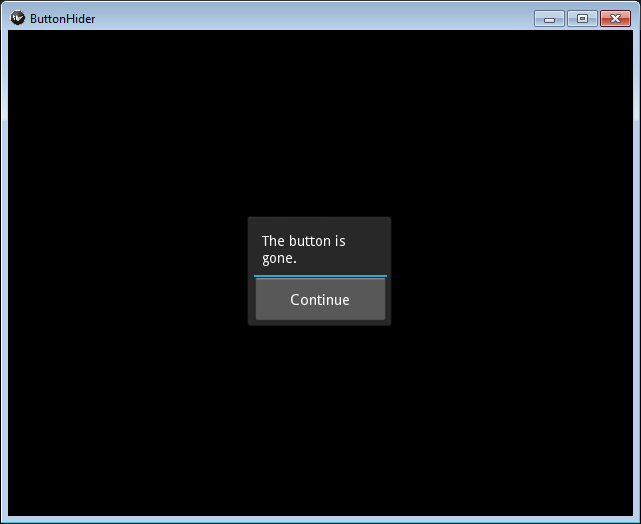 ButtonHider
The button is
gone.
Continue